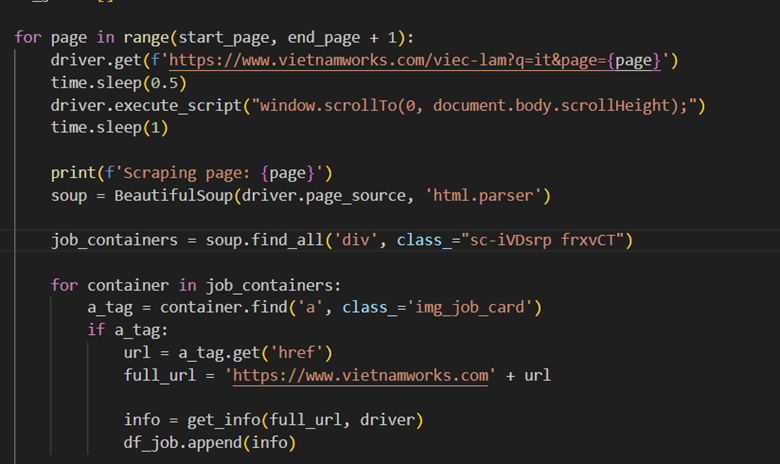 for page in range(start_page, end_page + 1):
    driver.get(f'https://www.vietnamworks.com/viec-lam?q=it&page={page}')
    time.sleep(0.5)
    driver.execute_script("window.scrollTo(0, document.body.scrollHeight);")
    time.sleep(1)

    print(f'Scraping page: {page}')
    soup = BeautifulSoup(driver.page_source, 'html.parser')

    job_containers = soup.find_all('div', class_="sc-iVDsrp frxvCT")

    for container in job_containers:
        a_tag = container.find('a', class_='img_job_card')
        if a_tag:
            url = a_tag.get('href')
            full_url = 'https://www.vietnamworks.com' + url

            info = get_info(full_url, driver)
            df_job.append(info)